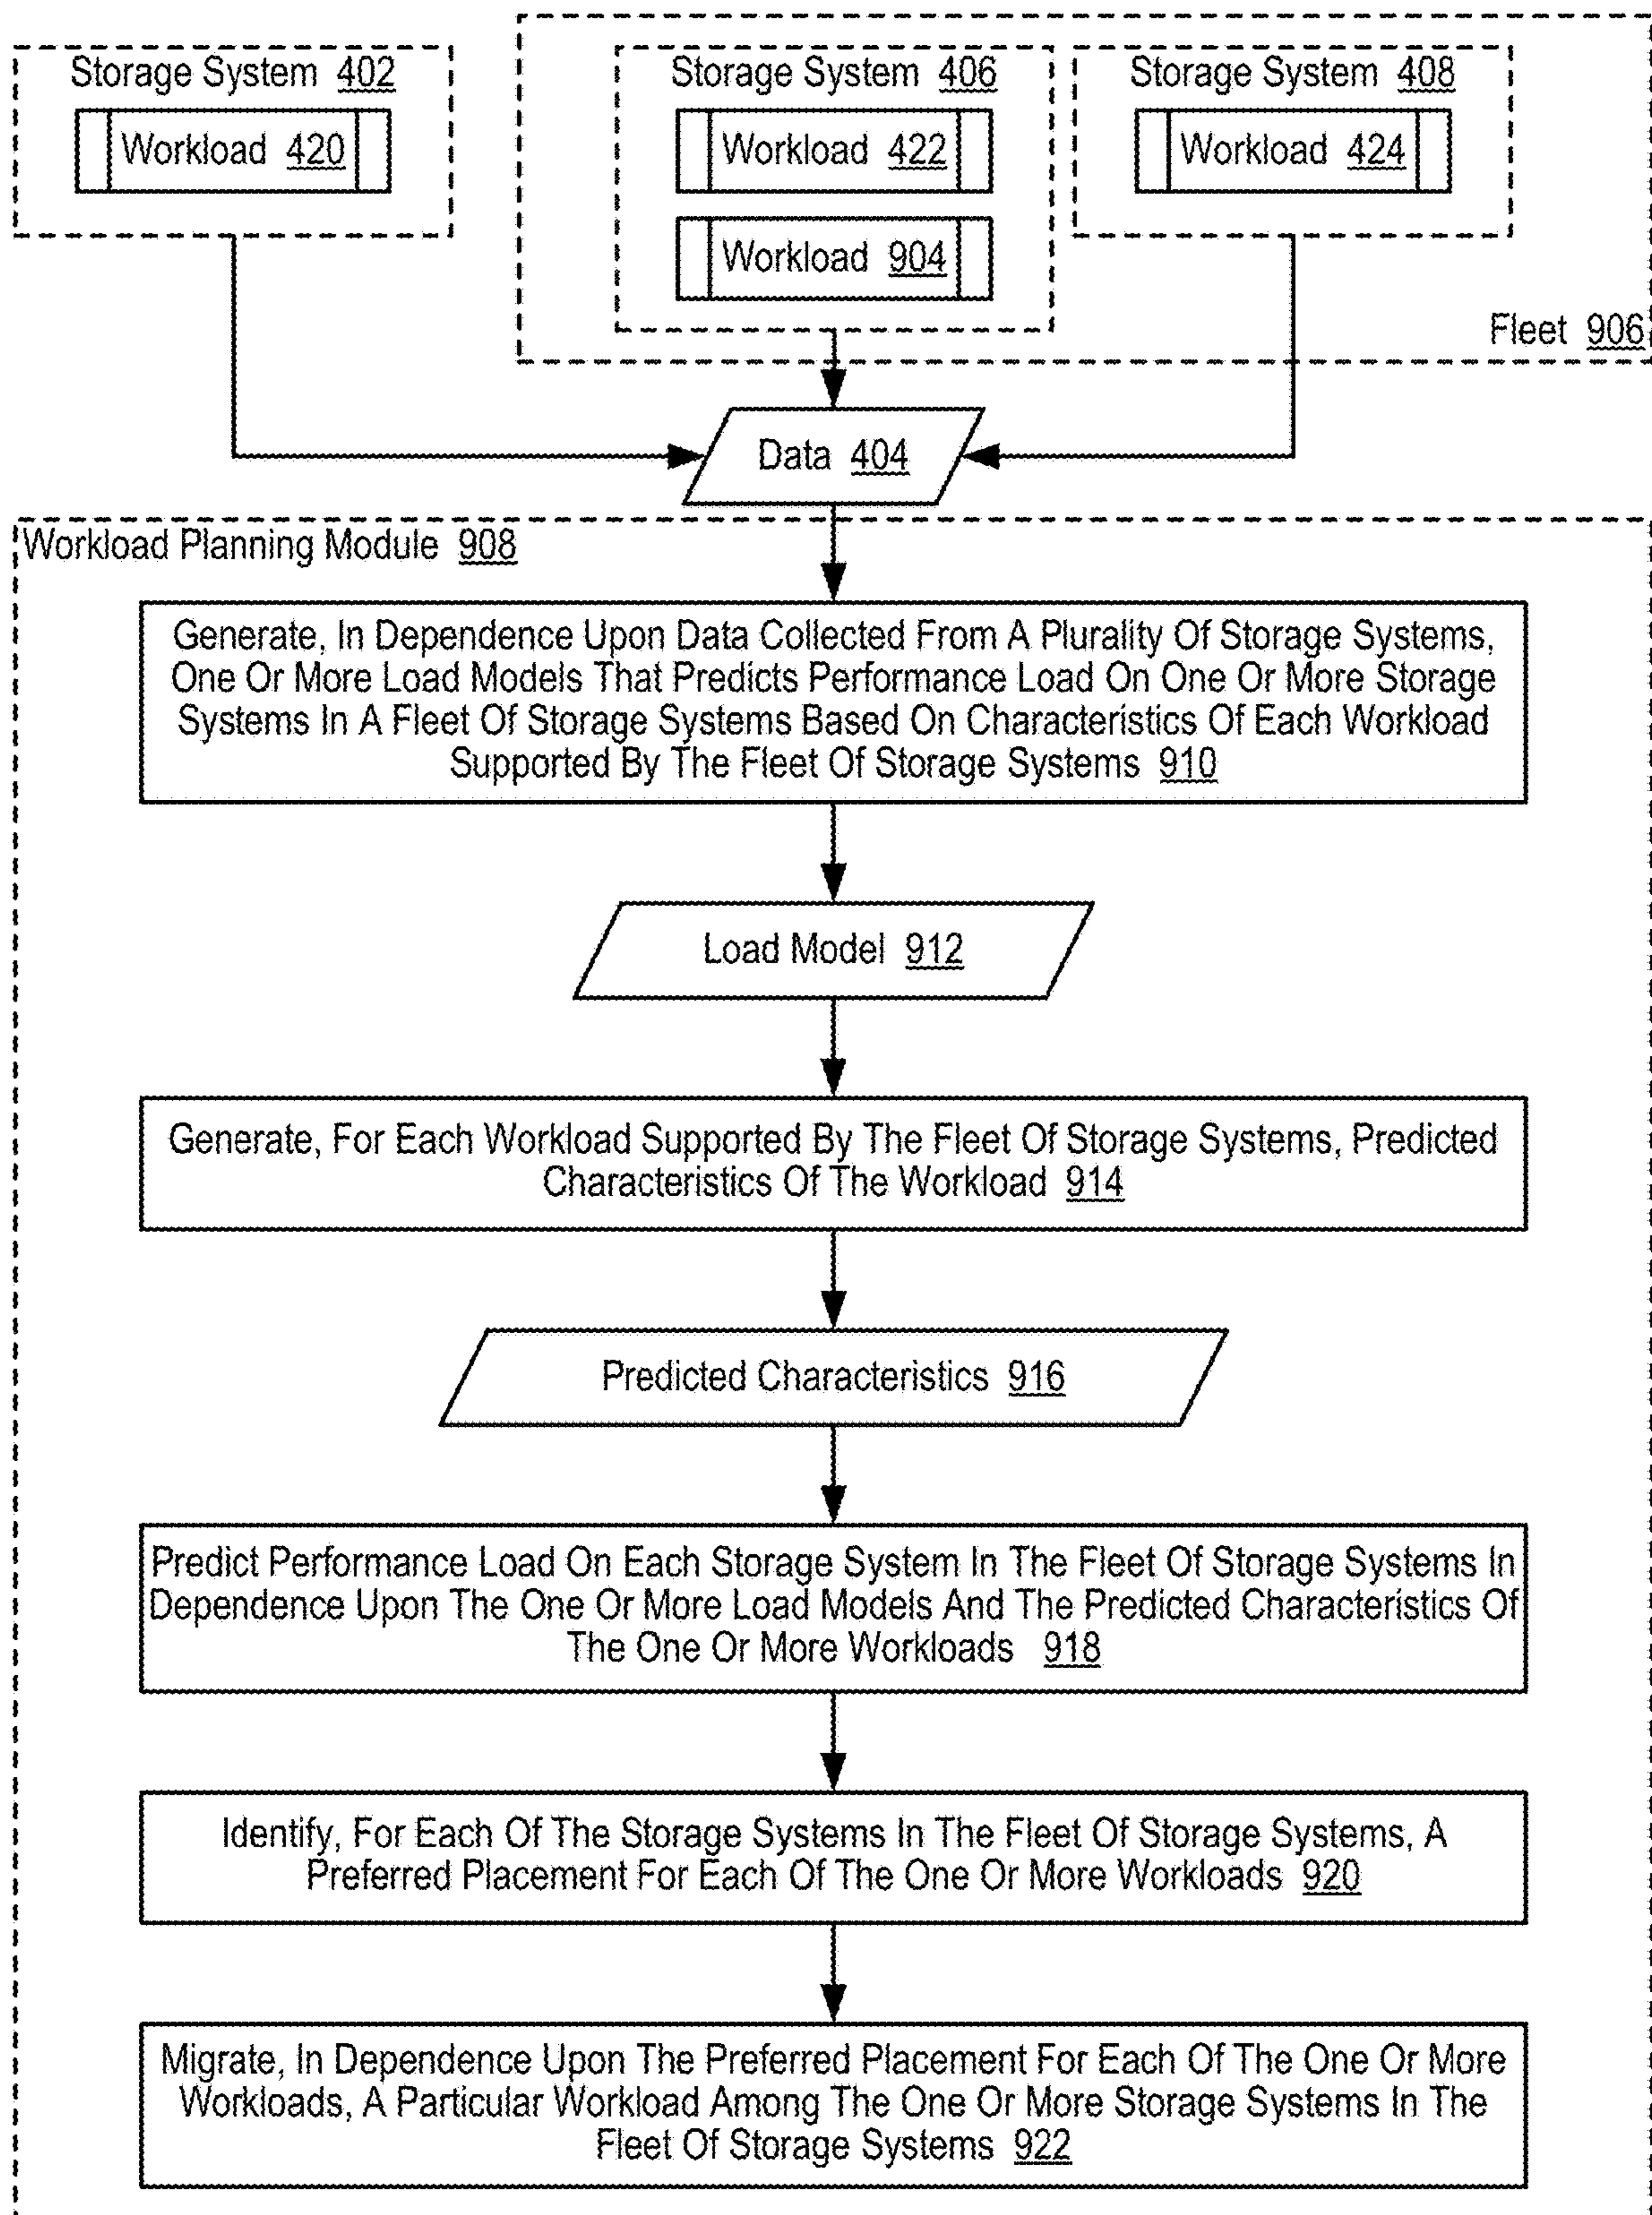 Storage System 402
Workload 420
Storage System 406
Workload 422
Workload 904
Storage System 408
Workload 424
Fleet 906
Data 404
Workload Planning Module 908
Generate, In Dependence Upon Data Collected From A Plurality Of Storage Systems,
One Or More Load Models That Predicts Performance Load On One Or More Storage
Systems In A Fleet Of Storage Systems Based On Characteristics Of Each Workload
Supported By The Fleet Of Storage Systems 910
Load Model 912
Generate, For Each Workload Supported By The Fleet Of Storage Systems, Predicted
Characteristics Of The Workload 914
Predicted Characteristics 916
Predict Performance Load On Each Storage System In The Fleet Of Storage Systems In
Dependence Upon The One Or More Load Models And The Predicted Characteristics Of
The One Or More Workloads 918
Identify, For Each Of The Storage Systems In The Fleet Of Storage Systems, A
Preferred Placement For Each Of The One Or More Workloads 920
Migrate, In Dependence Upon The Preferred Placement For Each Of The One Or More
Workloads, A Particular Workload Among The One Or More Storage Systems In The
Fleet Of Storage Systems 922